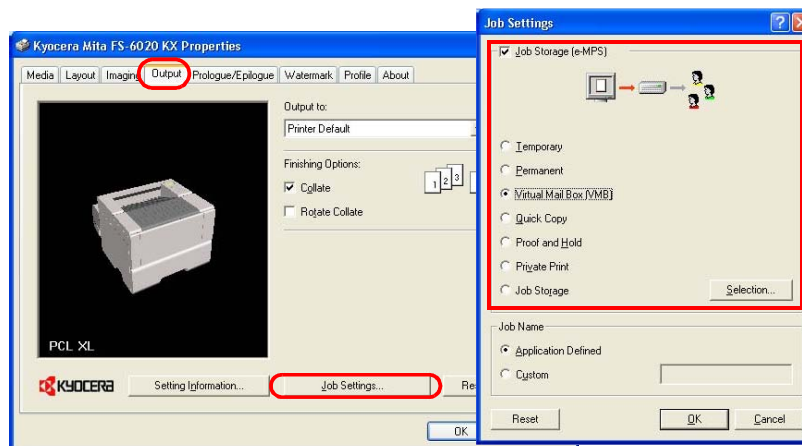 Kyocera Mita FS-6020 KX Properties
Media Layout Imaging Output Prologue/Epilogue Watermark Profile About
Output to:
Printer Default
Finishing Options:
Collate
1 2 3
Rotate Collate
PCL XL
KYOCERA
Setting Information...
Job Settings...
OK
Job Settings
Job Storage (e-MPS)
Temporary
Permanent
Virtual Mail Box (VMB)
Quick Copy
Proof and Hold
Private Print
Job Storage
Selection...
Job Name
Application Defined
Custom
Reset
OK
Cancel